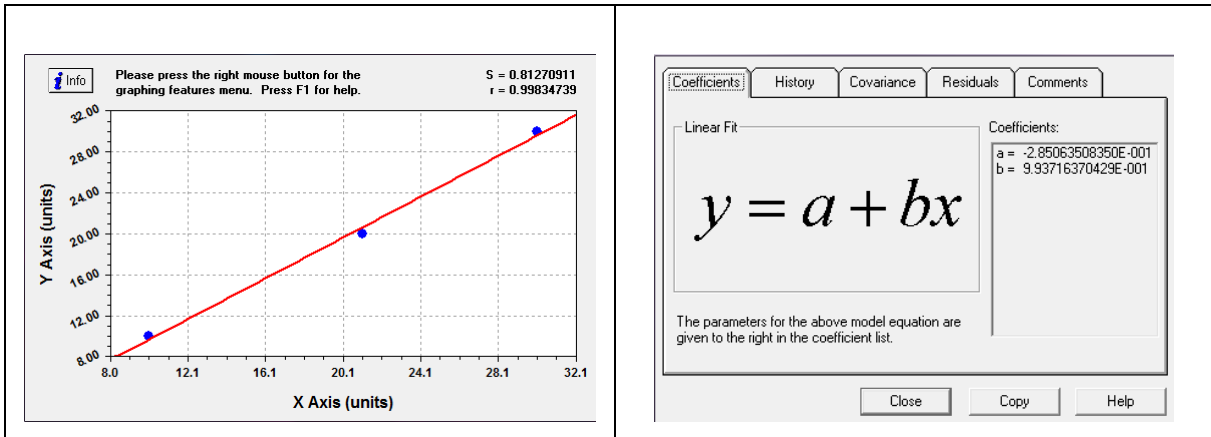 Info
Please press the right mouse button for the
graphing features menu. Press F1 for help.
S = 0.81270911
r = 0.99834739
Y Axis (units)
32.00
28.00
24.00
20.00
16.00
12.00
8.00
8.0 12.1 16.1 20.1 24.1 28.1 32.1
X Axis (units)
Coefficients History Covariance Residuals Comments
Linear Fit
y = a + bx
Coefficients:
a = -2.85063508350E-001
b = 9.93716370429E-001
The parameters for the above model equation are
given to the right in the coefficient list.
Close Copy Help